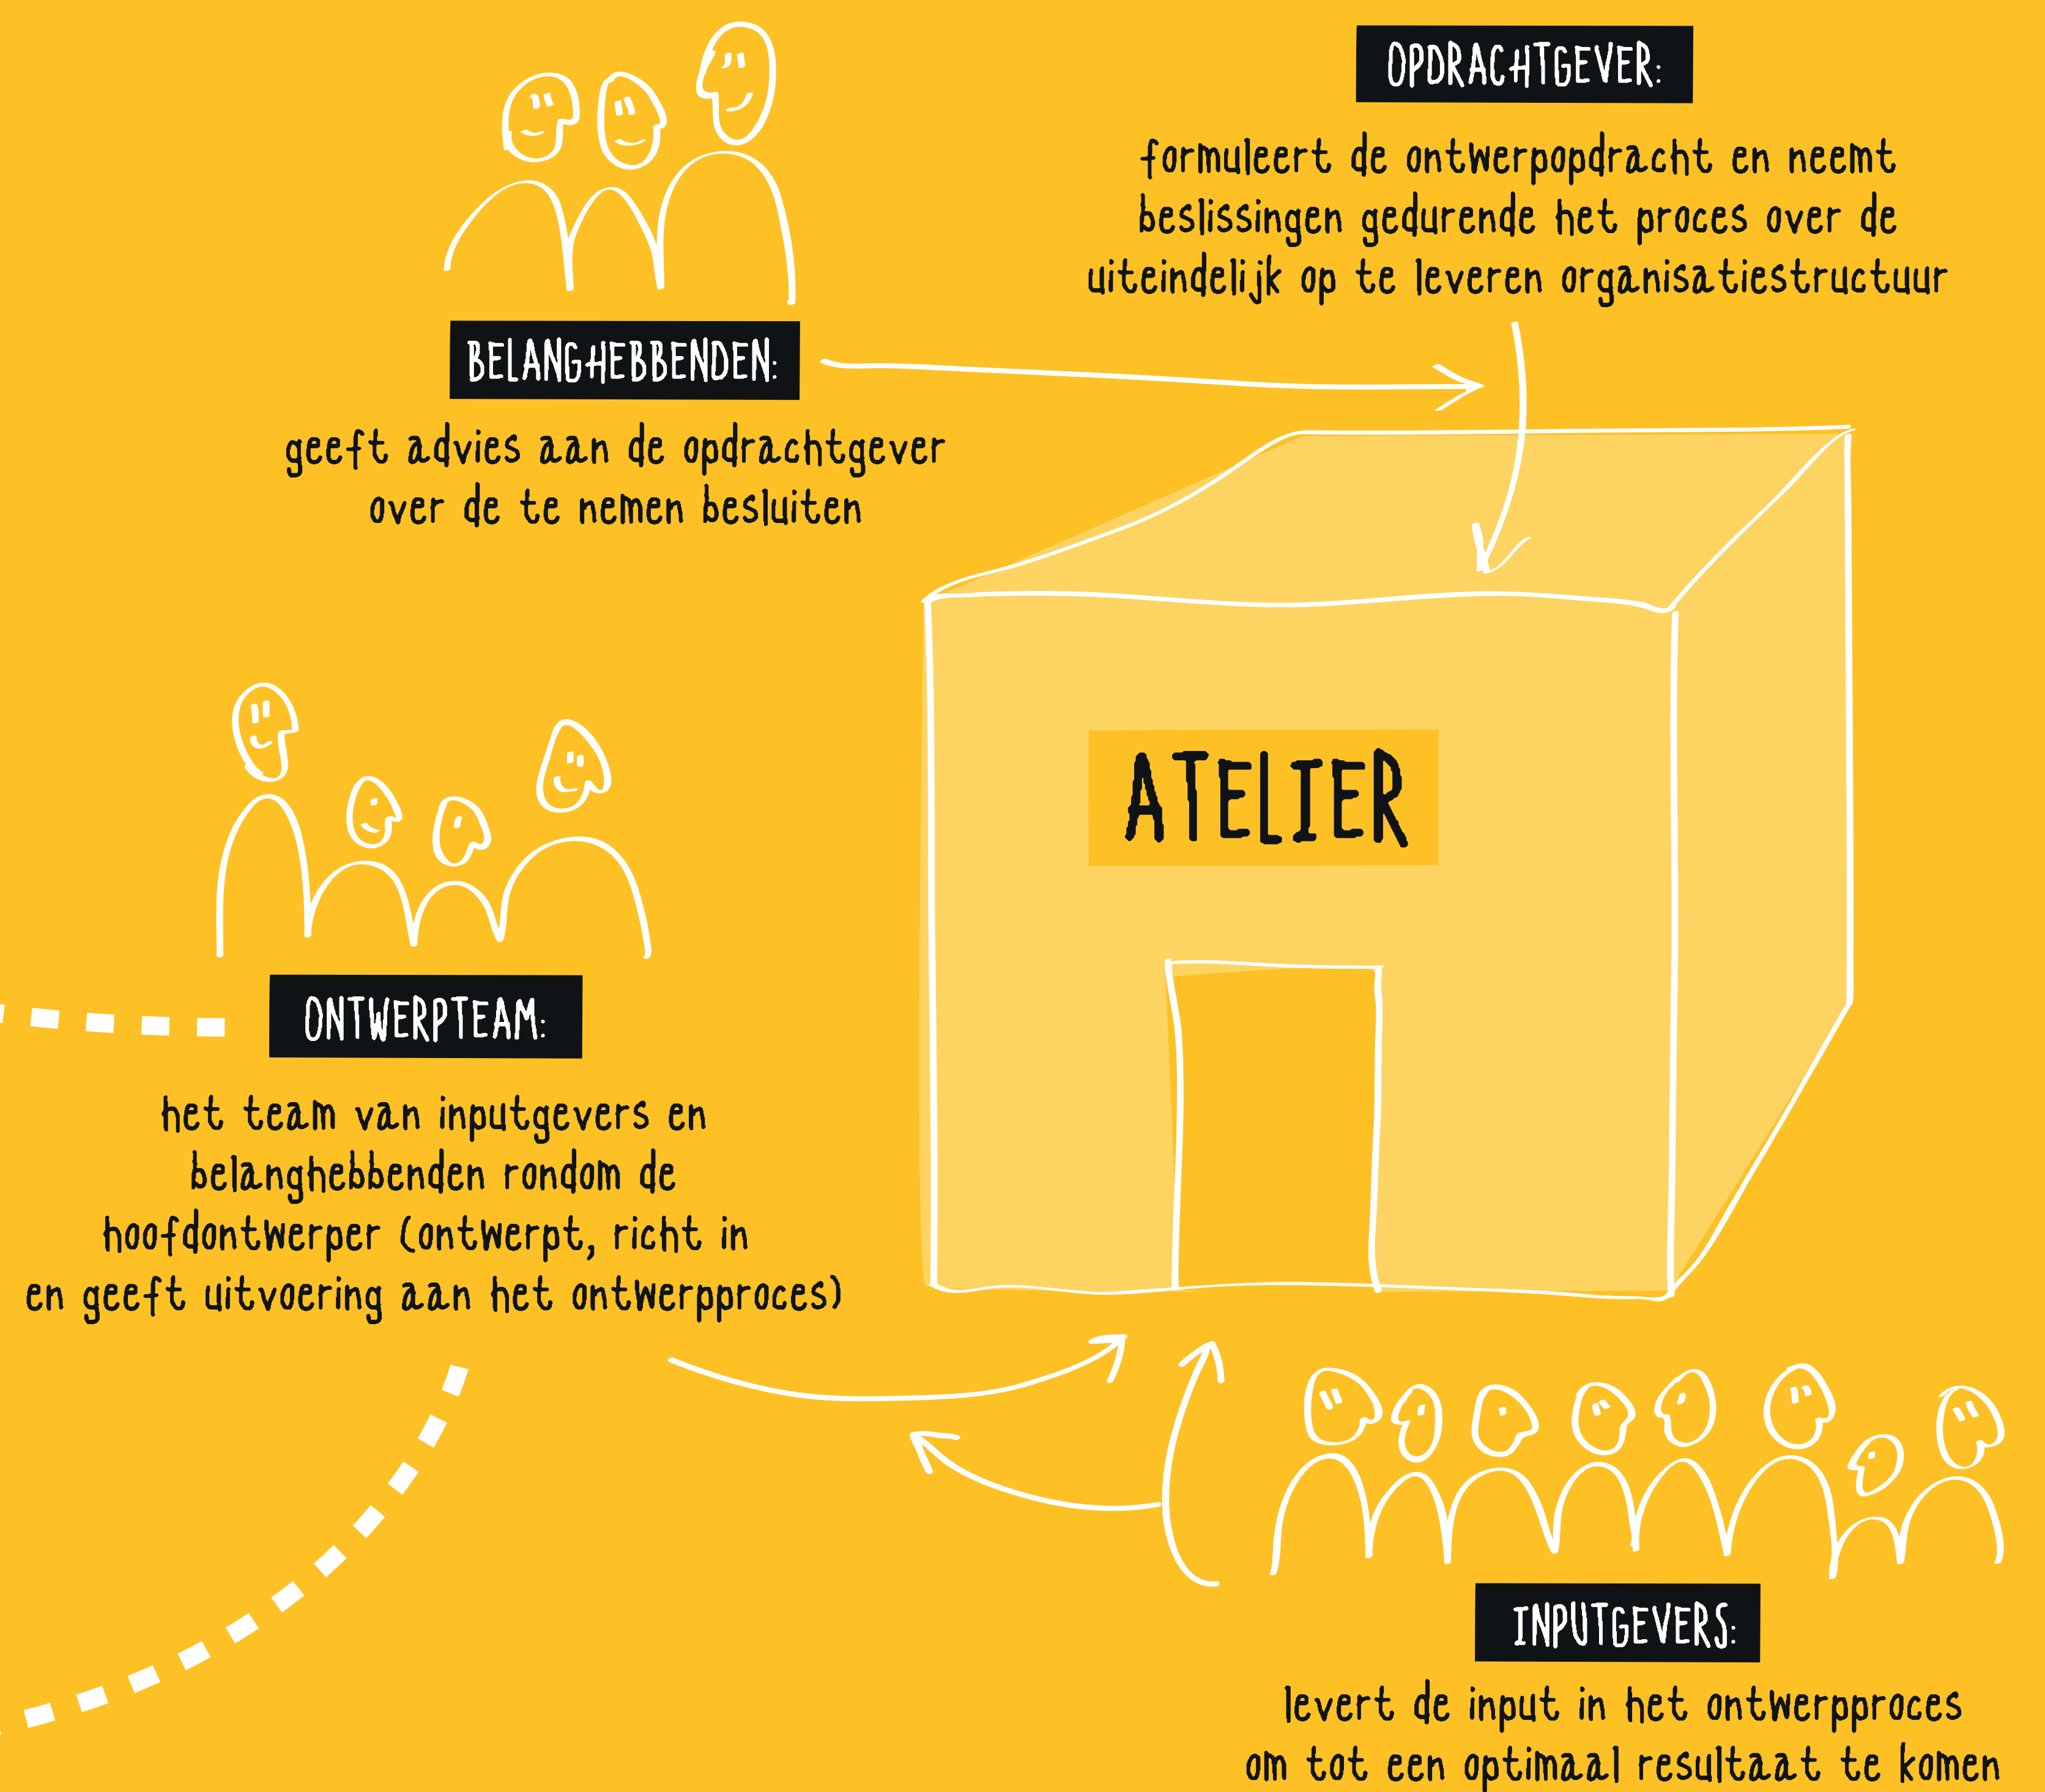 OPDRACHTGEVER:
formuleert de ontwerpopdracht en neemt
beslissingen gedurende het proces over de
uiteindelijk op te leveren organisatiestructuur
BELANGHEBBENDEN:
geeft advies aan de opdrachtgever
over de te nemen besluiten
ATELIER
ONTWERPTEAM:
het team van inputgevers en
belanghebbenden rondom de
hoofdontwerper (ontwerpt, richt in
en geeft uitvoering aan het ontwerpproces)
INPUTGEVERS:
levert de input in het ontwerpproces
om tot een optimaal resultaat te komen